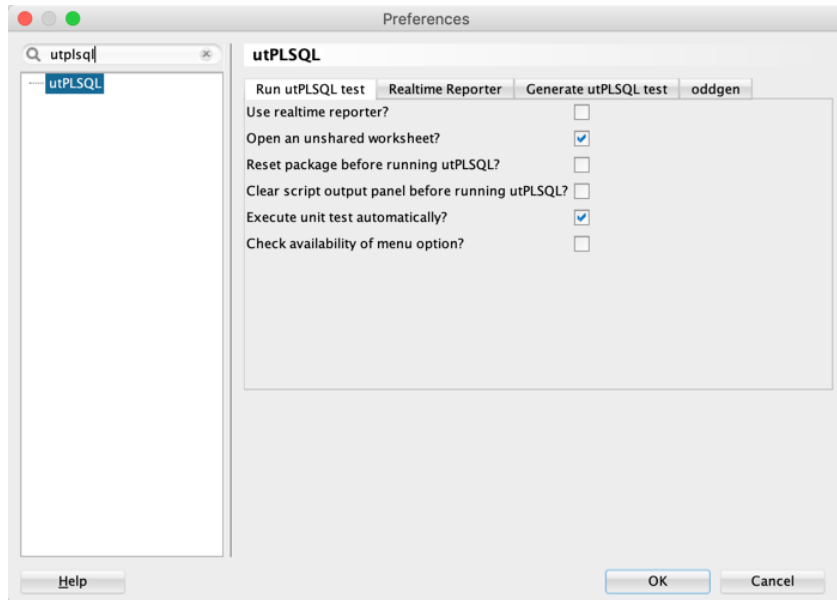 Preferences
utplsql
utPLSQL
utPLSQL
Run utPLSQL test Realtime Reporter Generate utPLSQL test oddgen
Use realtime reporter?
Open an unshared worksheet?
Reset package before running utPLSQL?
Clear script output panel before running utPLSQL?
Execute unit test automatically?
Check availability of menu option?
Help OK Cancel